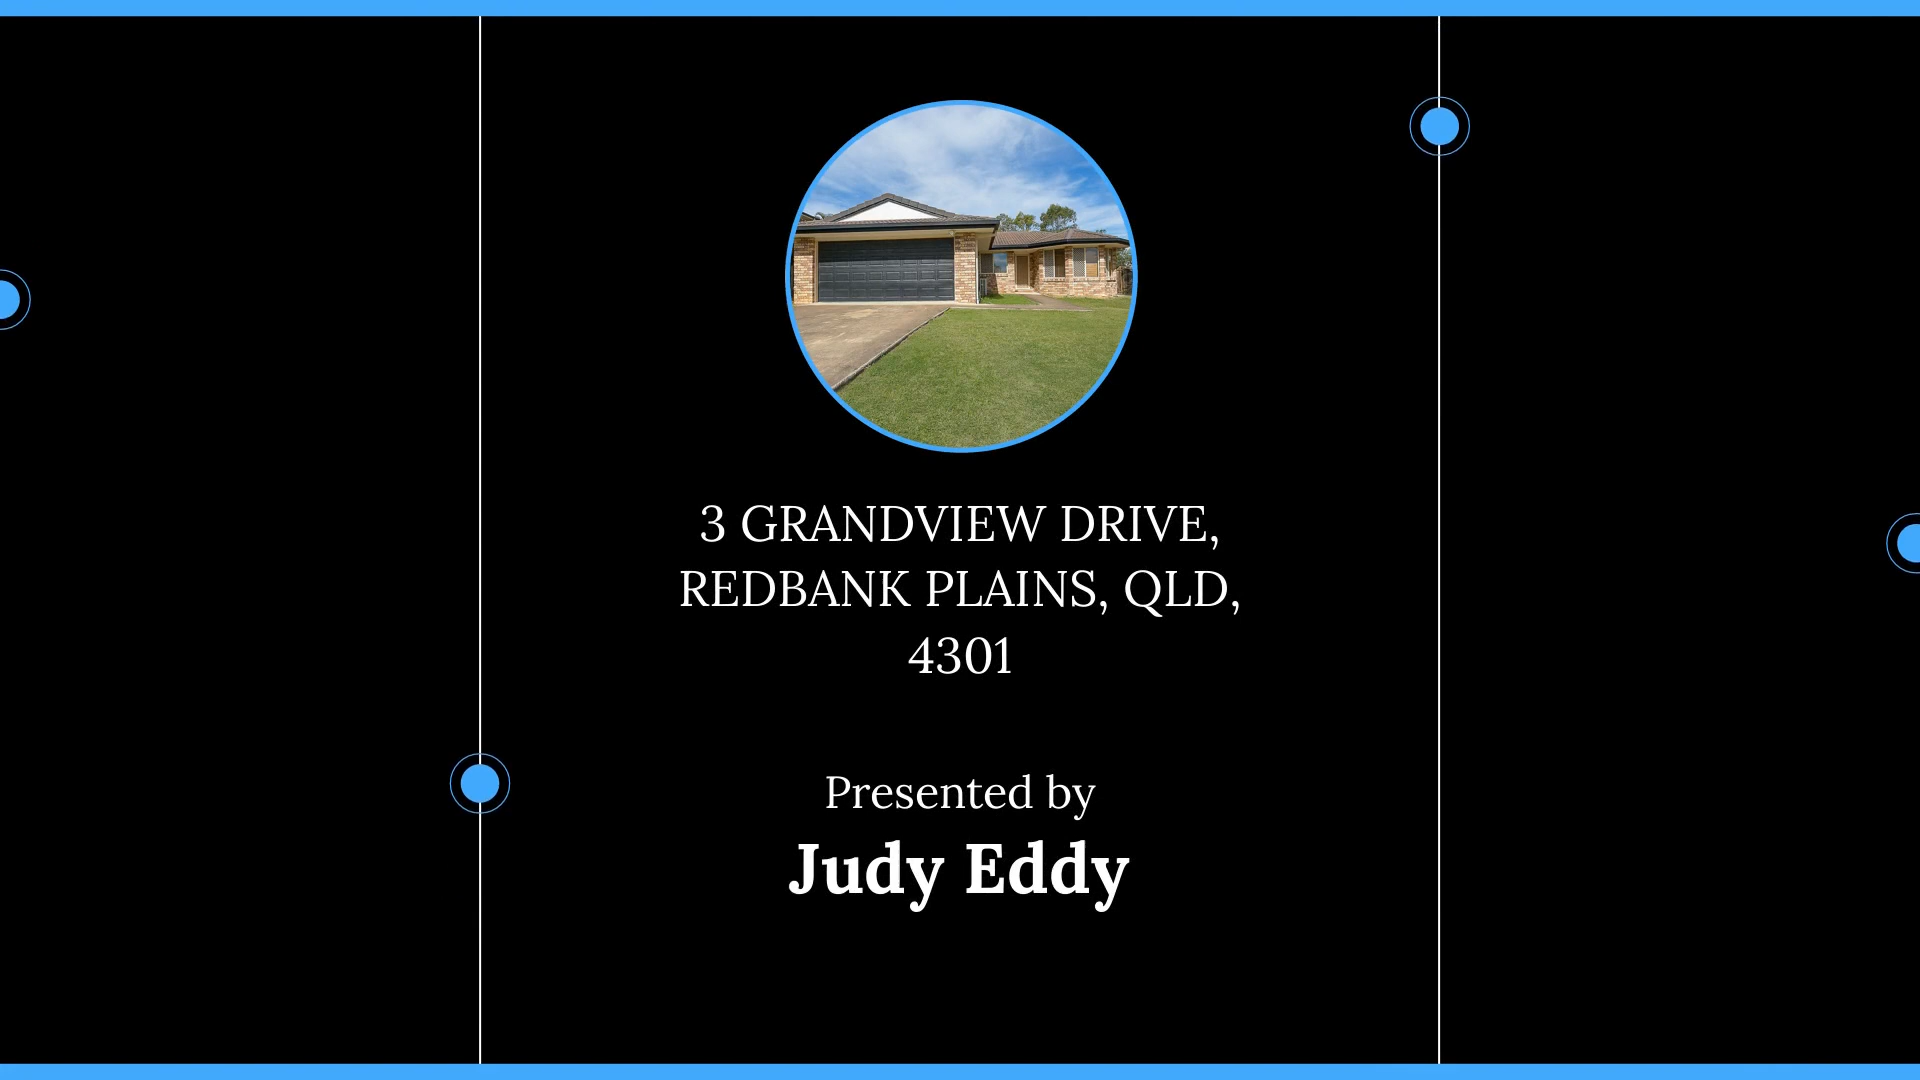 3 GRANDVIEW DRIVE,
REDBANK PLAINS, QLD,
4301
Presented by
Judy Eddy